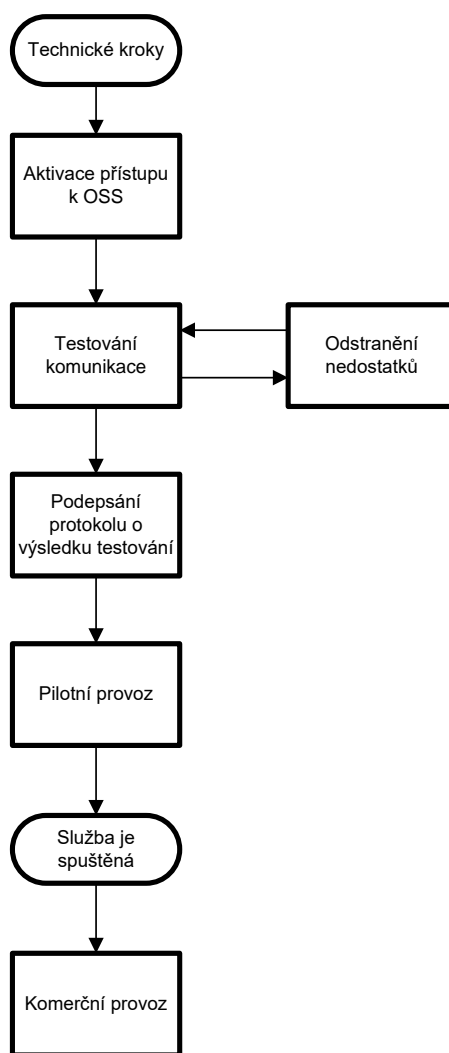 Technické kroky
Aktivace přístupu
k OSS
Testování
komunikace
Odstranění
nedostatků
Podepsání
protokolu o
výsledku testování
Pilotní provoz
Služba je
spuštěná
Komerční provoz